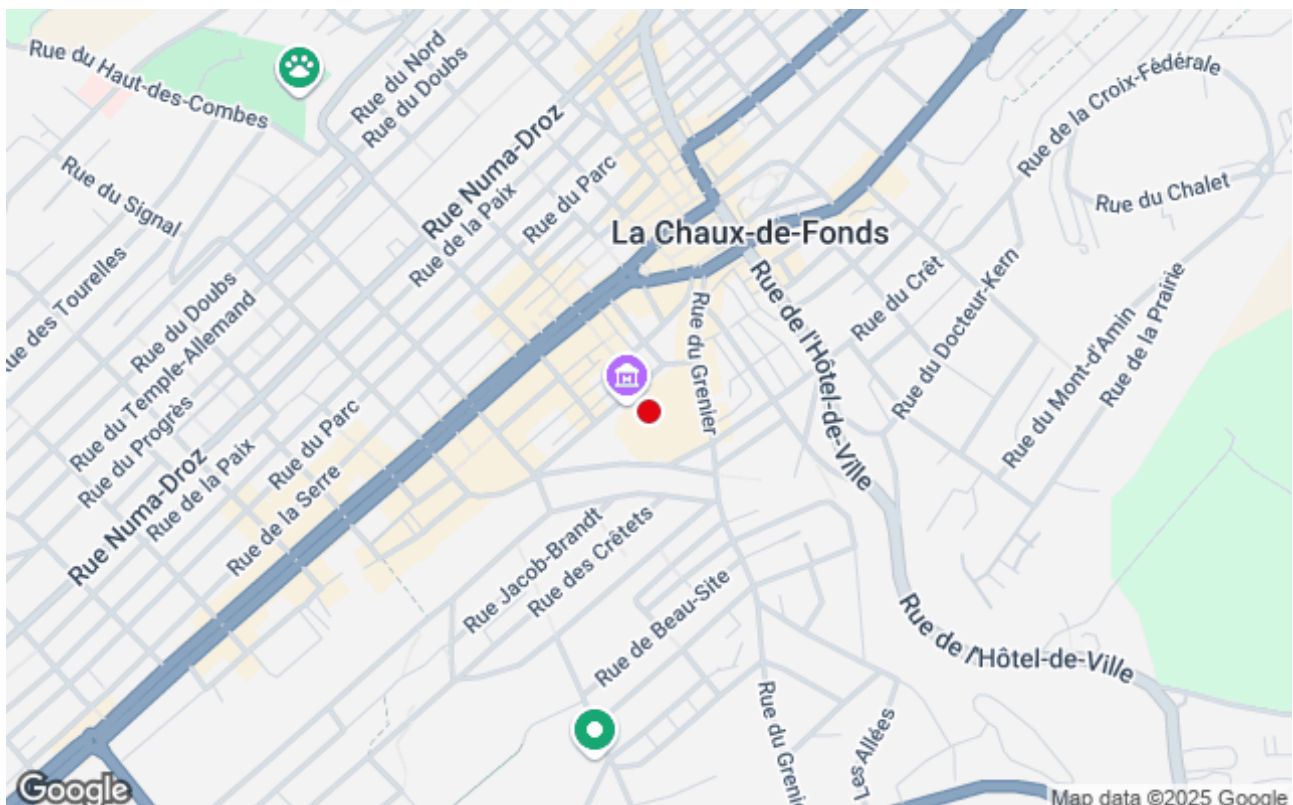 Rue du Haut-des-Combes
Rue du Nord
Rue du Doubs
Rue de la Croix-Fédérale
Rue du Signal
Rue Numa-Droz
Rue du Parc
Rue de la Paix
Rue du Chalet
La Chaux-de-Fonds
ue des Tourelles
Rue du Doubs
Rue du Temple-Allemand
Rue du Progrès
Rue de l'Hôtel-de-Ville
Rue du Crêt
Rue du Docteur-Kern
Rue du Mont-d'Amin
Rue de la Prairie
Rue du Grenier
Rue Numa-Droz
Rue de la Paix
Rue du Parc
Rue de la Serre
Rue Jacob-Brandt
Rue des Crêtets
Rue de Beau-Site
Rue de l'Hôtel-de-Ville
Rue du Grenier
Les Allées
Google
Map data ©2025 Google